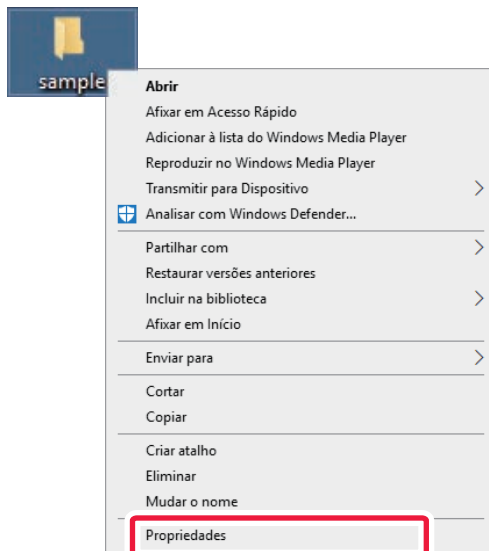 sample
Abrir
Afixar em Acesso Rápido
Adicionar à lista do Windows Media Player
Reproduzir no Windows Media Player
Transmitir para Dispositivo
Analisar com Windows Defender...
Partilhar com
Restaurar versões anteriores
Incluir na biblioteca
Afixar em Início
Enviar para
Cortar
Copiar
Criar atalho
Eliminar
Mudar o nome
Propriedades